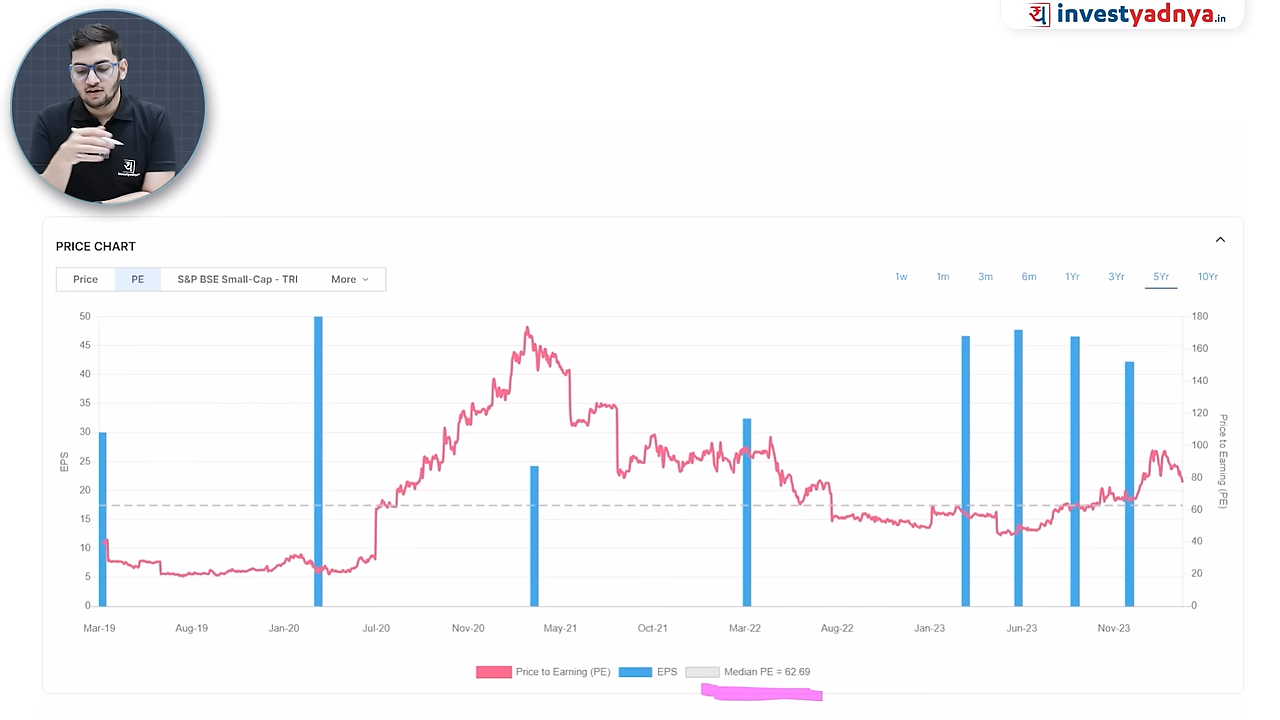 य investyadnya.in
PRICE CHART
Price PE S&P BSE Small-Cap - TRI More
1w 1m 3m 6m 1Yr 3Yr 5Yr 10Yr
50 180
45 160
40 140
35 120
30 100
25 80
20 60
15 40
10 20
5 0
0
EPS
Price to Earning (PE)
Mar-19 Aug-19 Jan-20 Jul-20 Nov-20 May-21 Oct-21 Mar-22 Aug-22 Jan-23 Jun-23 Nov-23
Price to Earning (PE) EPS Median PE = 62.69